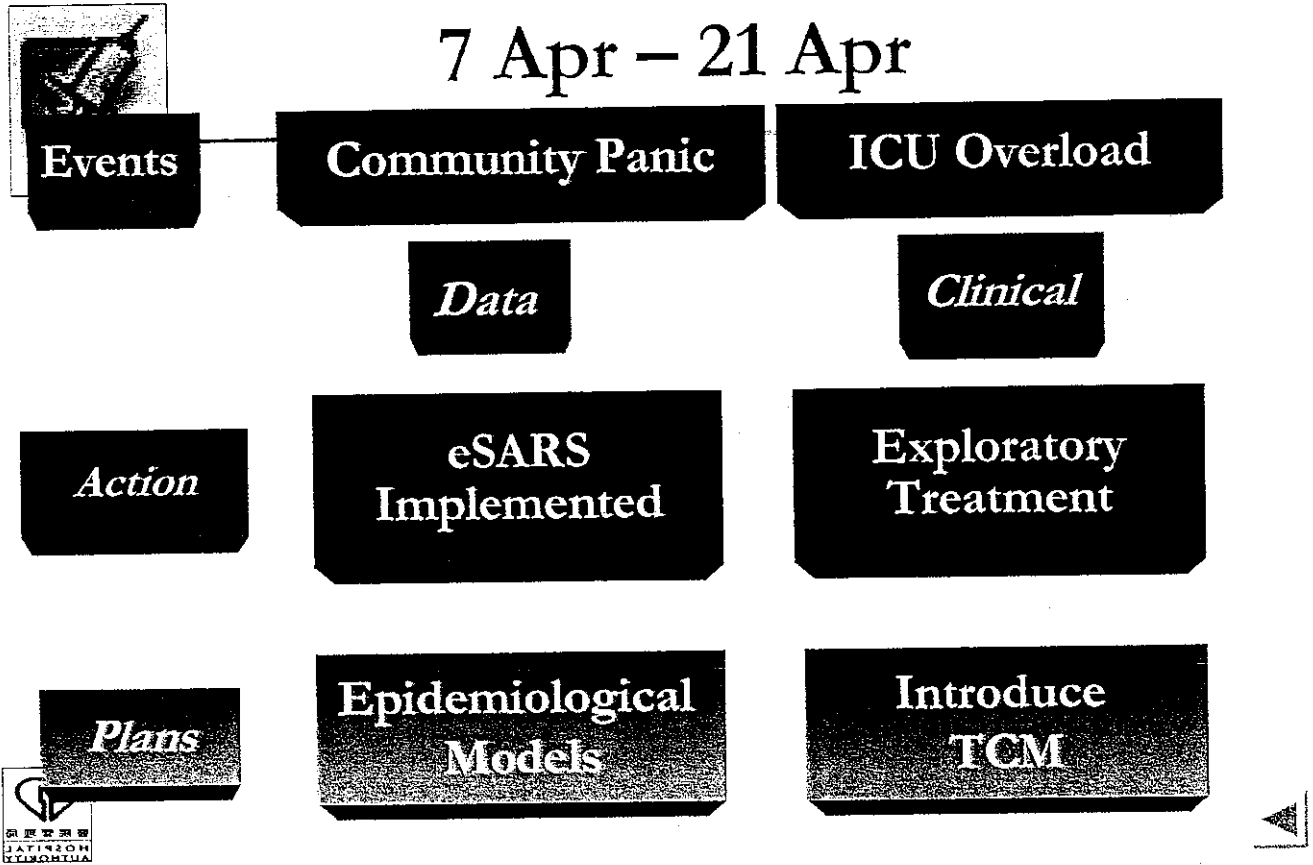 7 Apr – 21 Apr
Events
Community Panic
ICU Overload
Data
Clinical
Action
eSARS
Implemented
Exploratory
Treatment
Plans
Epidemiological
Models
Introduce
TCM
HOSPITAL
AUTHORITY